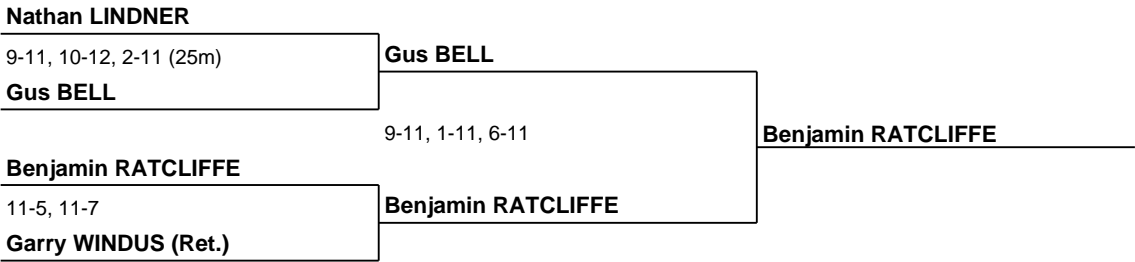 Nathan LINDNER
9-11, 10-12, 2-11 (25m)
Gus BELL
Gus BELL
9-11, 1-11, 6-11
Benjamin RATCLIFFE
Benjamin RATCLIFFE
11-5, 11-7
Benjamin RATCLIFFE
Garry WINDUS (Ret.)